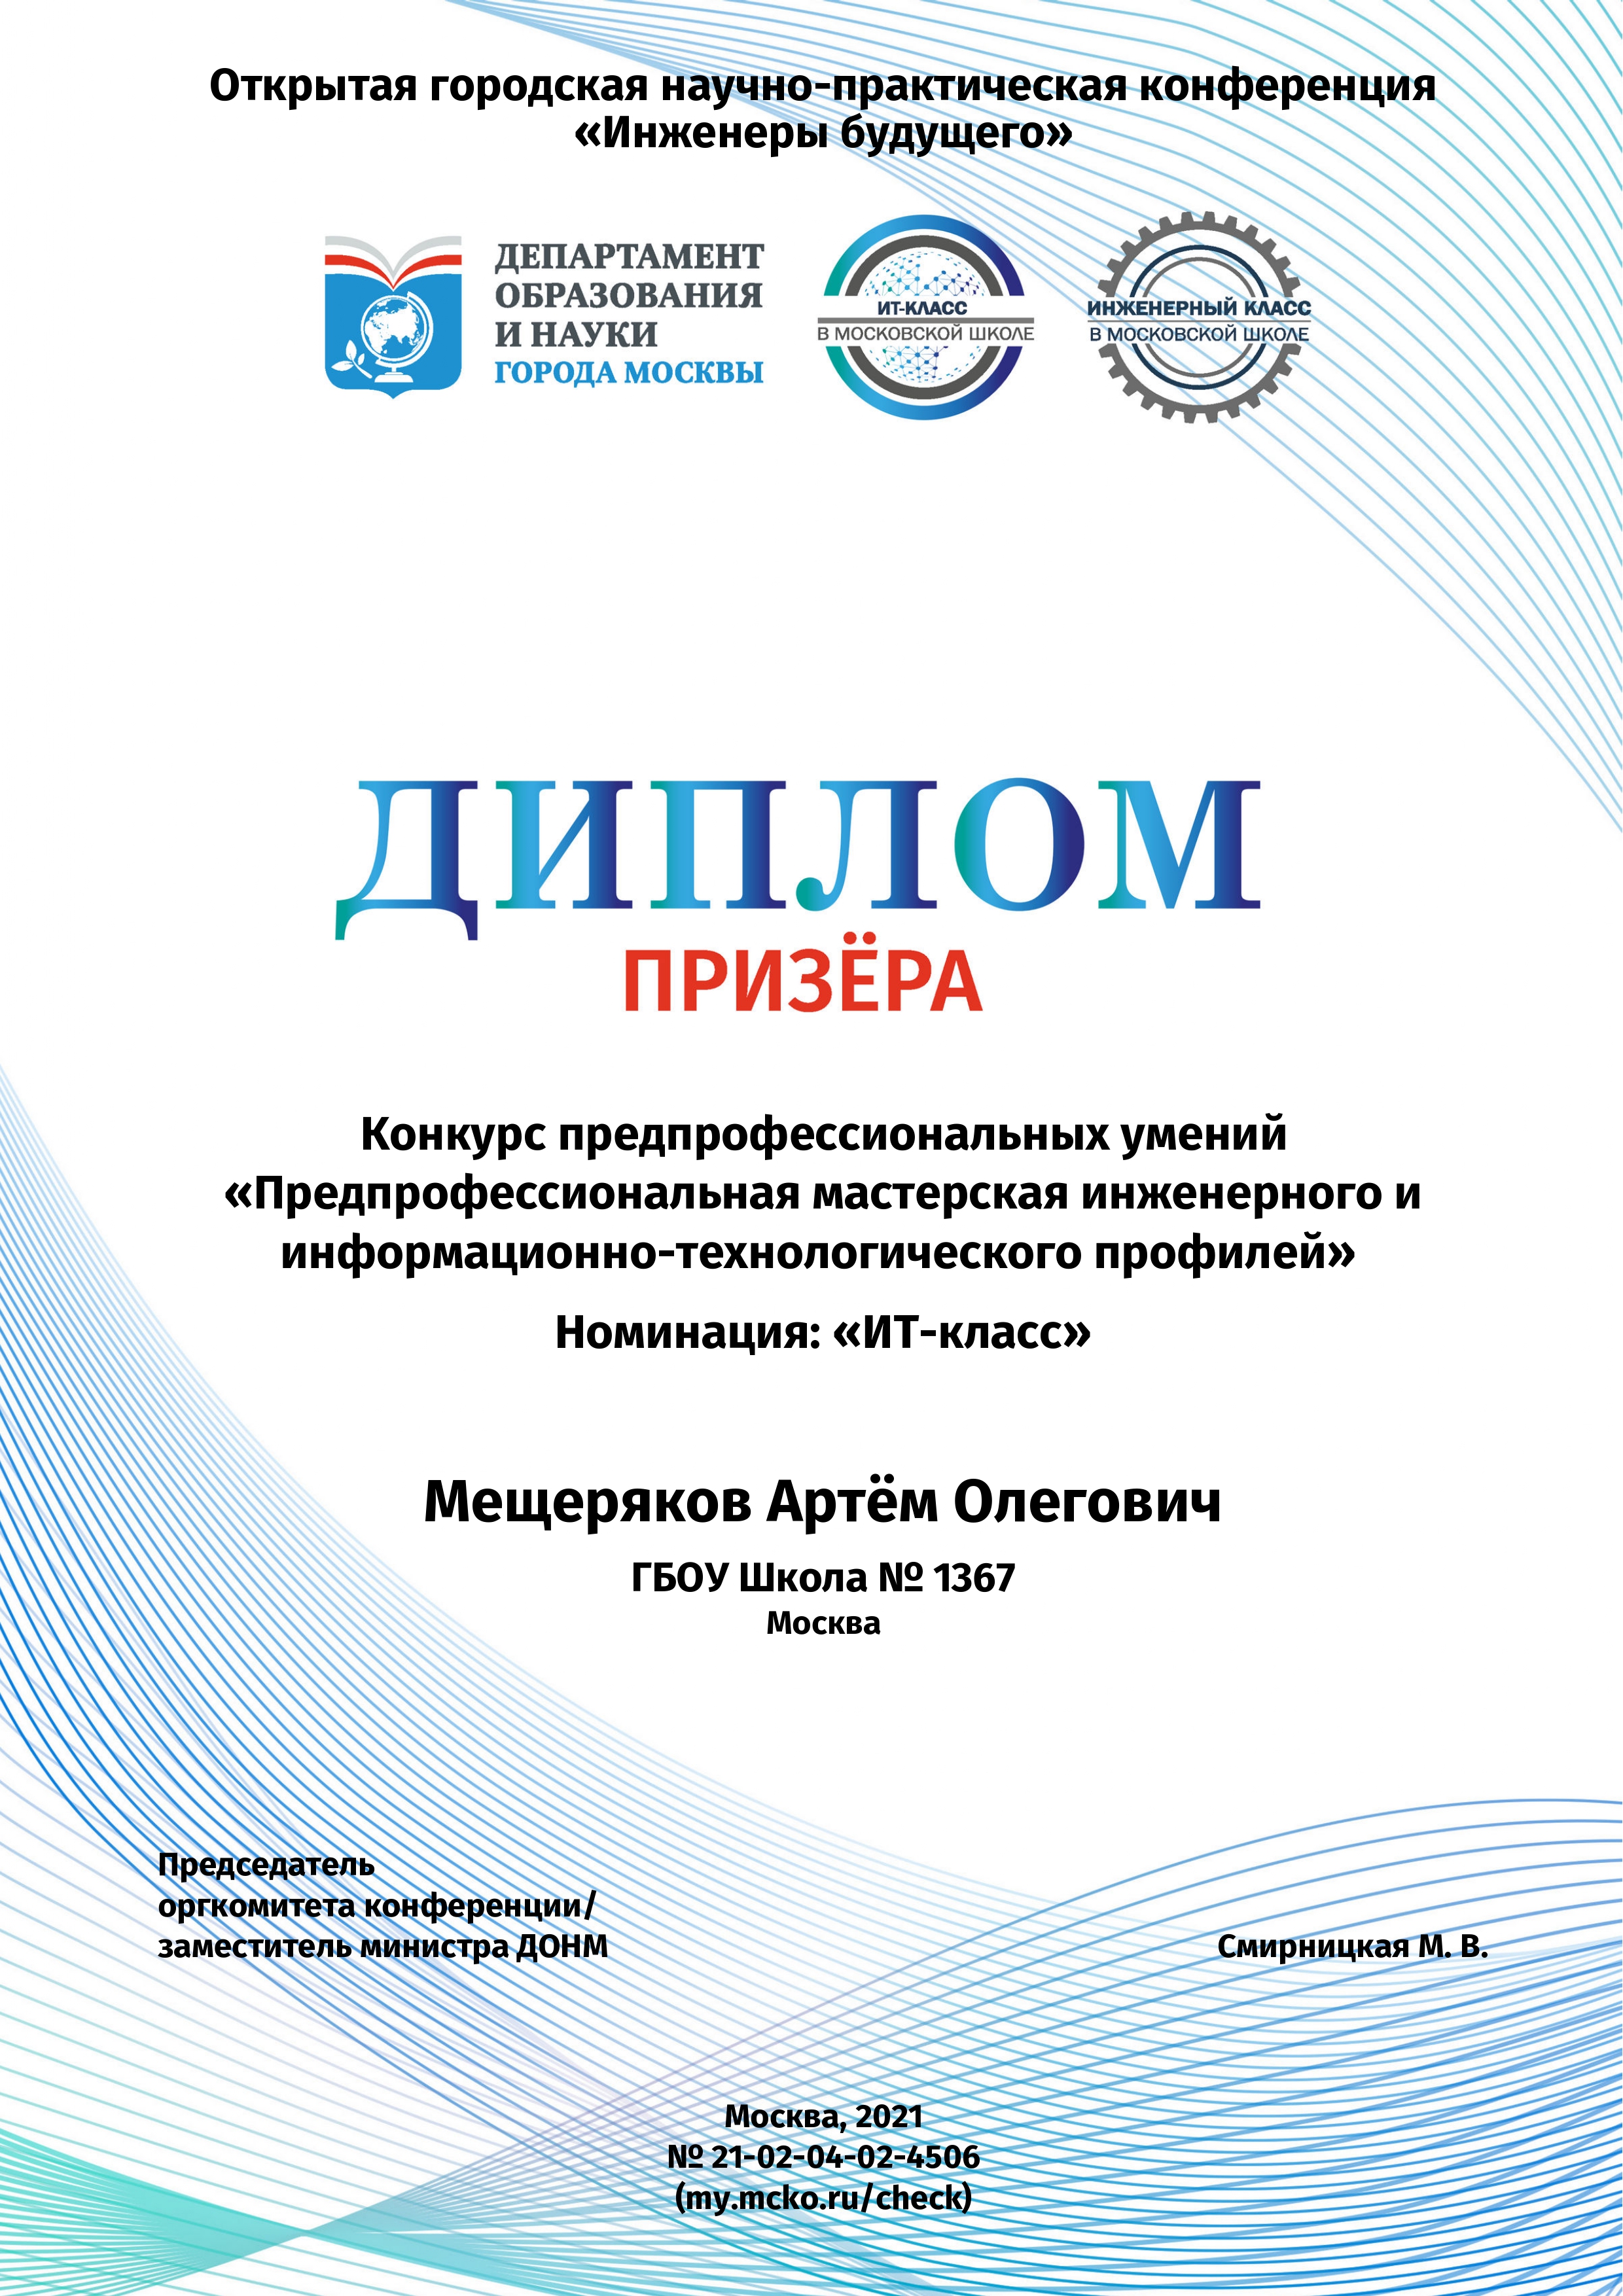 Открытая городская научно-практическая конференция
«Инженеры будущего»
ДЕПАРТАМЕНТ
ОБРАЗОВАНИЯ
И НАУКИ
ГОРОДА МОСКВЫ
ИТ-КЛАСС
В МОСКОВСКОЙ ШКОЛЕ
ИНЖЕНЕРНЫЙ КЛАСС
В МОСКОВСКОЙ ШКОЛЕ
ДИПЛОМ
ПРИЗЁРА
Конкурс предпрофессиональных умений
«Предпрофессиональная мастерская инженерного и
информационно-технологического профилей»
Номинация: «ИТ-класс»
Мещеряков Артём Олегович
ГБОУ Школа № 1367
Москва
Председатель
оргкомитета конференции/
заместитель министра ДОНМ
Смирницкая М. В.
Москва, 2021
№ 21-02-04-02-4506
(my.mcko.ru/check)